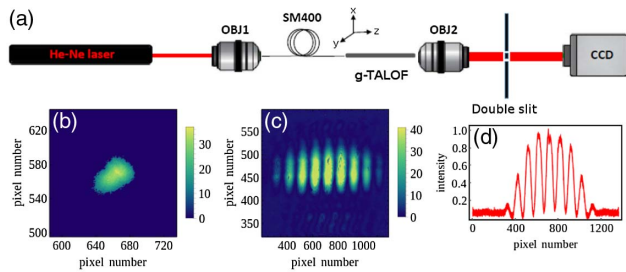 (a)
OBJ1
SM400
x
y
z
OBJ2
He-Ne laser
g-TALOF
CCD
Double slit
(b)
620
580
540
500
600
640
680
720
pixel number
pixel number
30
20
10
0
(c)
550
500
450
400
350
400
600
800
1000
pixel number
pixel number
40
30
20
10
0
(d)
1.0
0.8
0.6
0.4
0.2
0
400
800
1200
intensity
pixel number